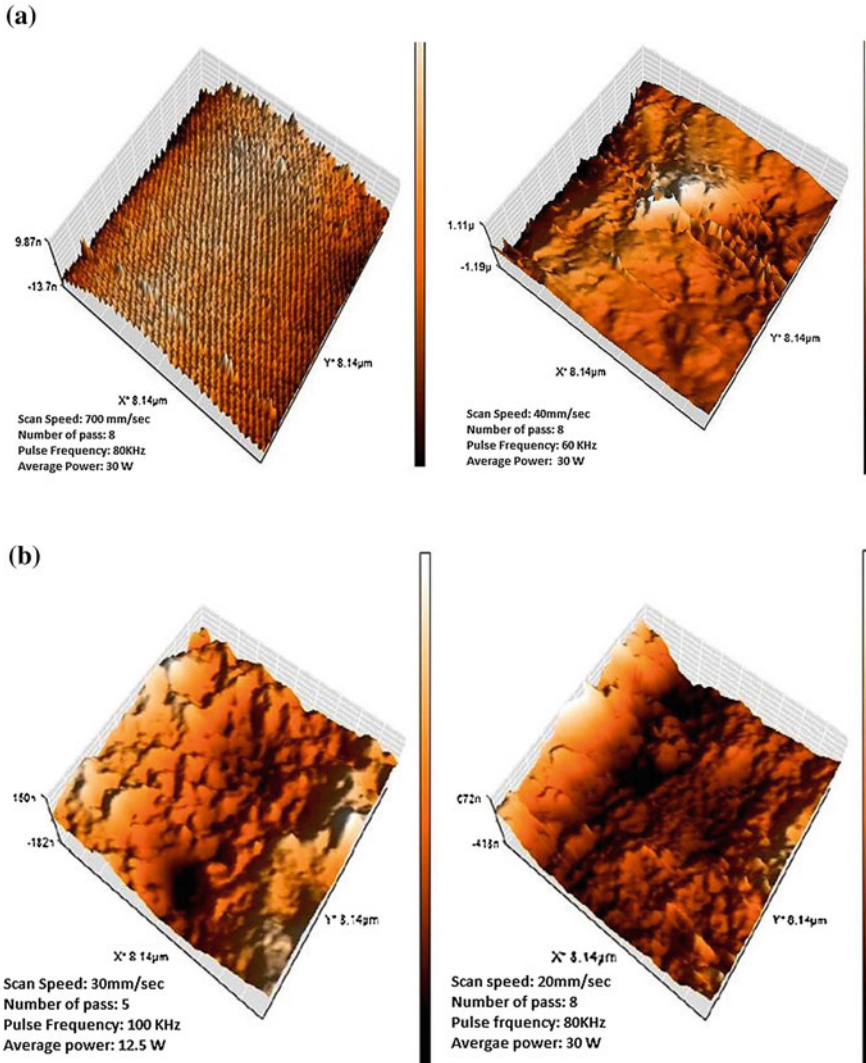 (a)
9.87n
-13.7n
X* 8.14µm
Y* 8.14µm
Scan Speed: 700 mm/sec
Number of pass: 8
Pulse Frequency: 80KHz
Average Power: 30 W
1.11µ
-1.19µ
X* 8.14µm
Y* 8.14µm
Scan Speed: 40mm/sec
Number of pass: 8
Pulse Frequency: 60 KHz
Average Power: 30 W
(b)
-182n
X* 8.14µm
Y* 8.14µm
Scan Speed: 30mm/sec
Number of pass: 5
Pulse Frequency: 100 KHz
Average power: 12.5 W
672n
-418n
X* 8.14µm
Y* 8.14µm
Scan speed: 20mm/sec
Number of pass: 8
Pulse frquency: 80KHz
Avergae power: 30 W